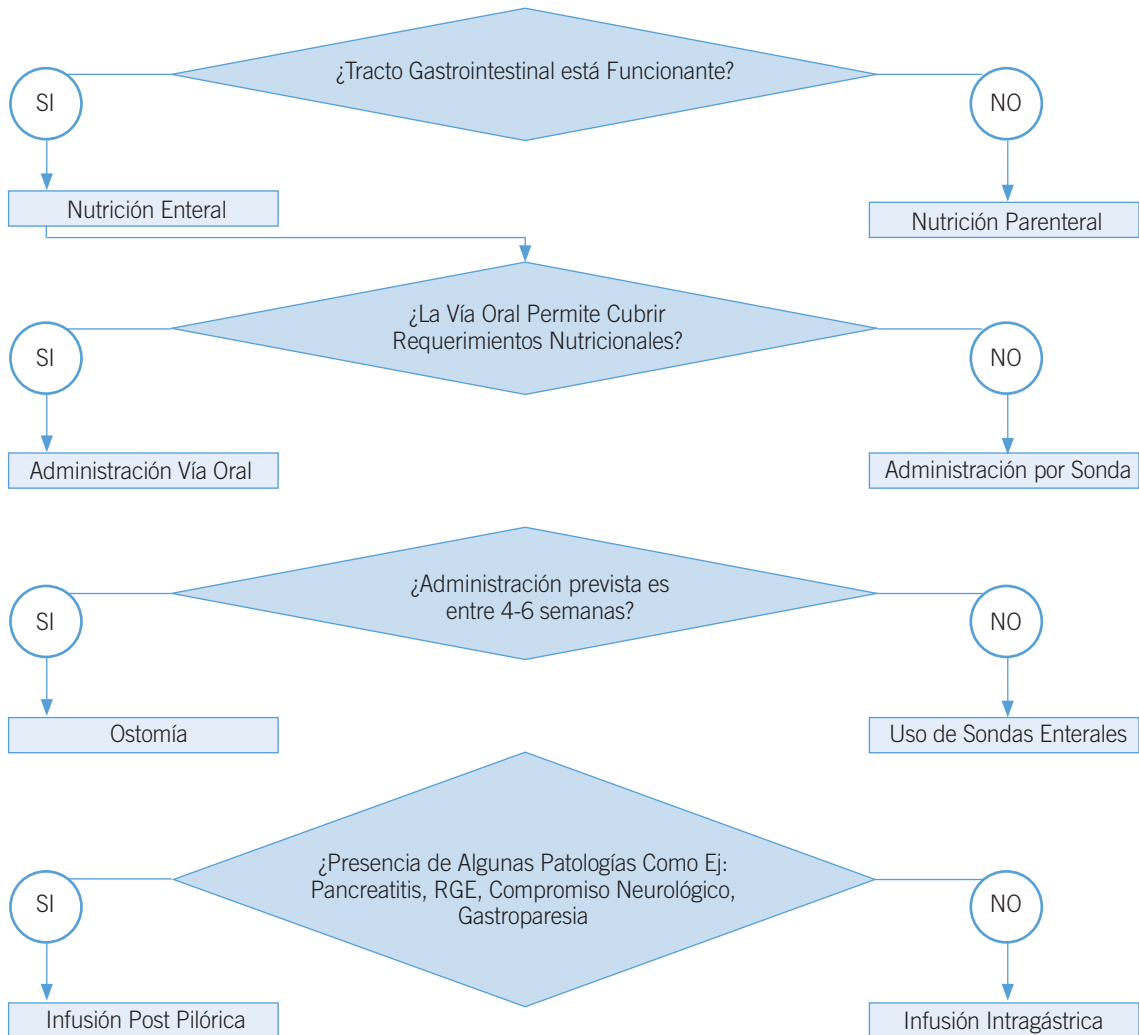 ¿Tracto Gastrointestinal está Funcionante?
SI
NO
Nutrición Enteral
Nutrición Parenteral
¿La Vía Oral Permite Cubrir
Requerimientos Nutricionales?
SI
NO
Administración Vía Oral
Administración por Sonda
¿Administración prevista es
entre 4-6 semanas?
SI
NO
Ostomía
Uso de Sondas Enterales
¿Presencia de Algunas Patologías Como Ej:
Pancreatitis, RGE, Compromiso Neurológico,
Gastroparesia
SI
NO
Infusión Post Pilórica
Infusión Intragástrica